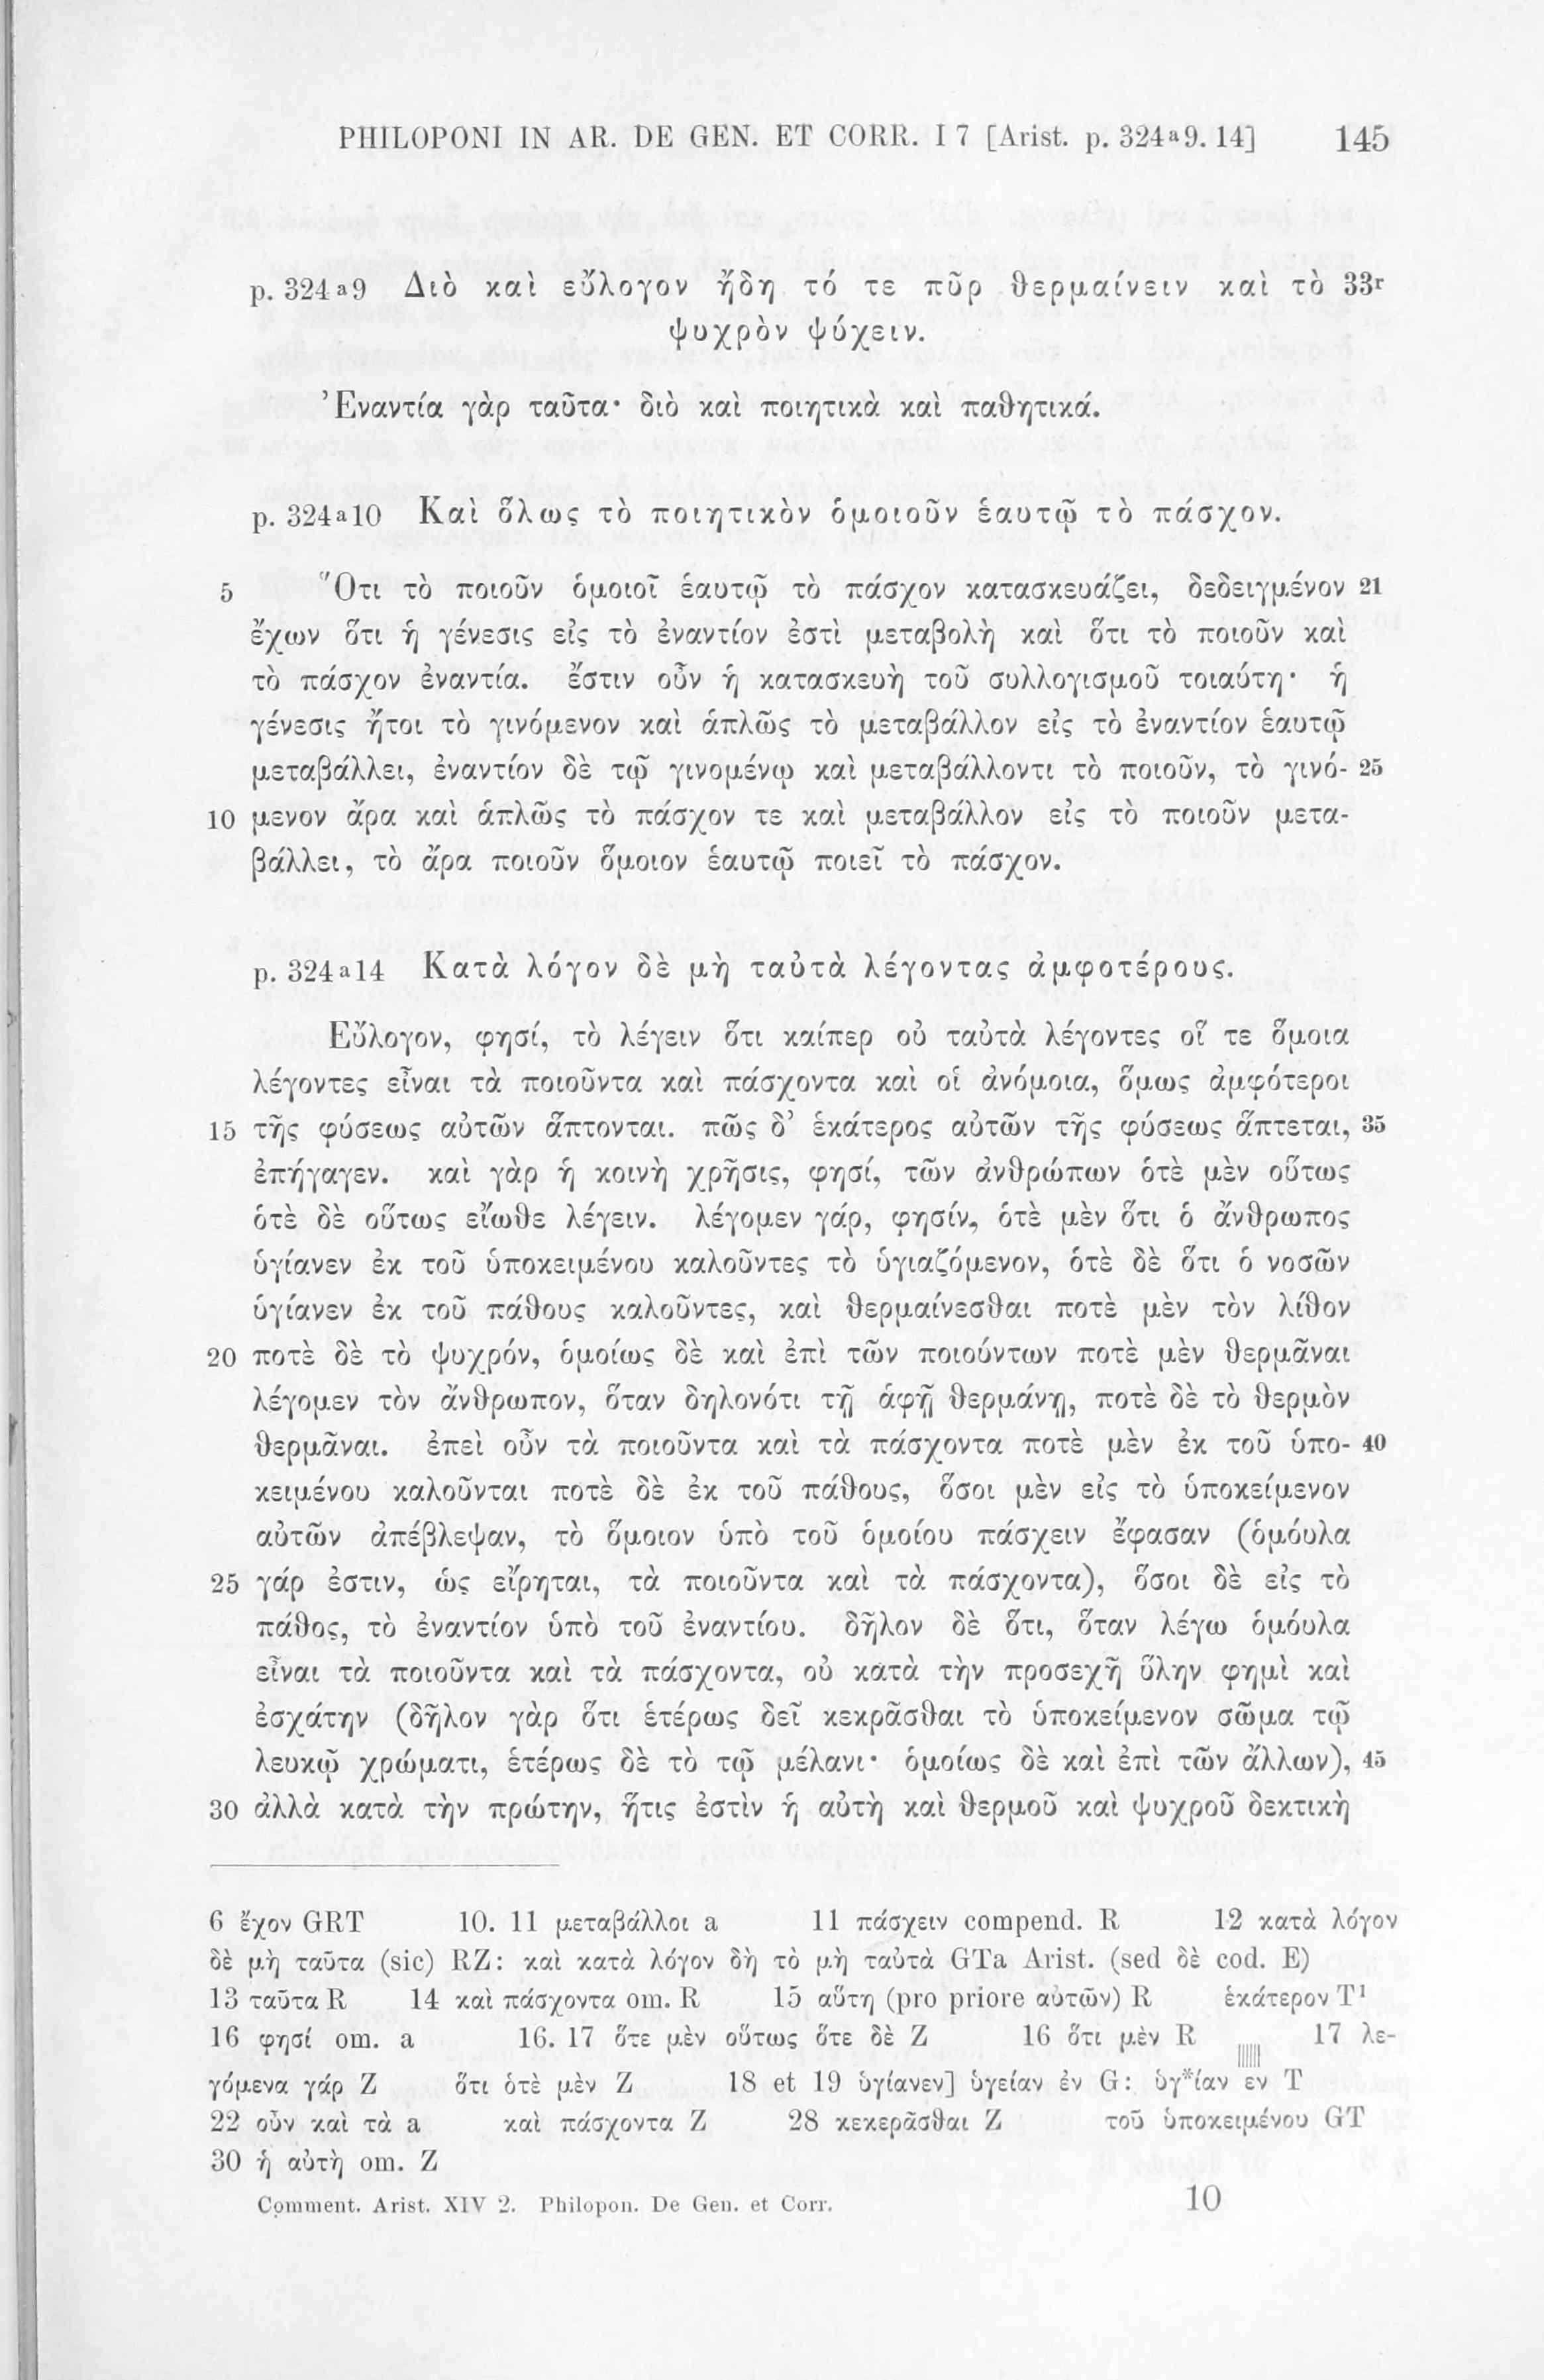 PHILOPONI IN AR. DE GEN. ET CORR. I 7 [Arist. p. 324a9. 14] 145
p. 324a9 Διὸ καὶ εὔλογον ἤδη τό τε πῦρ θερμαίνειν καὶ τὸ 33r
ψυχρὸν ψύχειν.
Ἐναντία γὰρ ταῦτα· διὸ καὶ ποιητικὰ καὶ παθητικά.
p. 324a10 Καὶ ὅλως τὸ ποιητικὸν ὁμοιοῦν ἑαυτῷ τὸ πάσχον.
5 Ὅτι τὸ ποιοῦν ὁμοιοῖ ἑαυτῷ τὸ πάσχον κατασκευάζει, δεδειγμένον 21
ἔχων ὅτι ἡ γένεσις εἰς τὸ ἐναντίον ἐστὶ μεταβολὴ καὶ ὅτι τὸ ποιοῦν καὶ
τὸ πάσχον ἐναντία. ἔστιν οὖν ἡ κατασκευὴ τοῦ συλλογισμοῦ τοιαύτη· ἡ
γένεσις ἤτοι τὸ γινόμενον καὶ ἁπλῶς τὸ μεταβάλλον εἰς τὸ ἐναντίον ἑαυτῷ
μεταβάλλει, ἐναντίον δὲ τῷ γινομένῳ καὶ μεταβάλλοντι τὸ ποιοῦν, τὸ γινό- 25
10 μενον ἄρα καὶ ἁπλῶς τὸ πάσχον τε καὶ μεταβάλλον εἰς τὸ ποιοῦν μετα-
βάλλει, τὸ ἄρα ποιοῦν ὅμοιον ἑαυτῷ ποιεῖ τὸ πάσχον.
p. 324a14 Κατὰ λόγον δὲ μὴ ταὐτὰ λέγοντας ἀμφοτέρους.
Εὔλογον, φησί, τὸ λέγειν ὅτι καίπερ οὐ ταὐτὰ λέγοντες οἵ τε ὅμοια
λέγοντες εἶναι τὰ ποιοῦντα καὶ πάσχοντα καὶ οἱ ἀνόμοια, ὅμως ἀμφότεροι
15 τῆς φύσεως αὐτῶν ἅπτονται. πῶς δ’ ἑκάτερος αὐτῶν τῆς φύσεως ἅπτεται, 35
ἐπήγαγεν. καὶ γὰρ ἡ κοινὴ χρῆσις, φησί, τῶν ἀνθρώπων ὁτὲ μὲν οὕτως
ὁτὲ δὲ οὕτως εἴωθε λέγειν. λέγομεν γάρ, φησίν, ὁτὲ μὲν ὅτι ὁ ἄνθρωπος
ὑγίανεν ἐκ τοῦ ὑποκειμένου καλοῦντες τὸ ὑγιαζόμενον, ὁτὲ δὲ ὅτι ὁ νοσῶν
ὑγίανεν ἐκ τοῦ πάθους καλοῦντες, καὶ θερμαίνεσθαι ποτὲ μὲν τὸν λίθον
20 ποτὲ δὲ τὸ ψυχρόν, ὁμοίως δὲ καὶ ἐπὶ τῶν ποιούντων ποτὲ μὲν θερμᾶναι
λέγομεν τὸν ἄνθρωπον, ὅταν δηλονότι τῇ ἁφῇ θερμάνῃ, ποτὲ δὲ τὸ θερμὸν
θερμᾶναι. ἐπεὶ οὖν τὰ ποιοῦντα καὶ τὰ πάσχοντα ποτὲ μὲν ἐκ τοῦ ὑπο- 40
κειμένου καλοῦνται ποτὲ δὲ ἐκ τοῦ πάθους, ὅσοι μὲν εἰς τὸ ὑποκείμενον
αὐτῶν ἀπέβλεψαν, τὸ ὅμοιον ὑπὸ τοῦ ὁμοίου πάσχειν ἔφασαν (ὁμόυλα
25 γάρ ἐστιν, ὡς εἴρηται, τὰ ποιοῦντα καὶ τὰ πάσχοντα), ὅσοι δὲ εἰς τὸ
πάθος, τὸ ἐναντίον ὑπὸ τοῦ ἐναντίου. δῆλον δὲ ὅτι, ὅταν λέγω ὁμόυλα
εἶναι τὰ ποιοῦντα καὶ τὰ πάσχοντα, οὐ κατὰ τὴν προσεχῆ ὕλην φημὶ καὶ
ἐσχάτην (δῆλον γὰρ ὅτι ἑτέρως δεῖ κεκρᾶσθαι τὸ ὑποκείμενον σῶμα τῷ
λευκῷ χρώματι, ἑτέρως δὲ τὸ τῷ μέλανι· ὁμοίως δὲ καὶ ἐπὶ τῶν ἄλλων), 45
30 ἀλλὰ κατὰ τὴν πρώτην, ἥτις ἐστὶν ἡ αὐτὴ καὶ θερμοῦ καὶ ψυχροῦ δεκτικὴ
6 ἔχον GRT 10. 11 μεταβάλλοι a 11 πάσχειν compend. R 12 κατὰ λόγον
δὲ μὴ ταῦτα (sic) RZ: καὶ κατὰ λόγον δὴ τὸ μὴ ταὐτὰ GTa Arist. (sed δὲ cod. E)
13 ταῦτα R 14 καὶ πάσχοντα om. R 15 αὕτη (pro priore αὐτῶν) R ἑκάτερον T¹
16 φησί om. a 16. 17 ὅτε μὲν οὕτως ὅτε δὲ Z 16 ὅτι μὲν R 17 λε-
γόμενα γάρ Z ὅτι ὁτὲ μὲν Z 18 et 19 ὑγίανεν] ὑγείαν ἐν G: ὑγ*ίαν εν T
22 οὖν καὶ τὰ a καὶ πάσχοντα Z 28 κεκερᾶσθαι Z τοῦ ὑποκειμένου GT
30 ἡ αὐτὴ om. Z
Comment. Arist. XIV 2. Philopon. De Gen. et Corr. 10